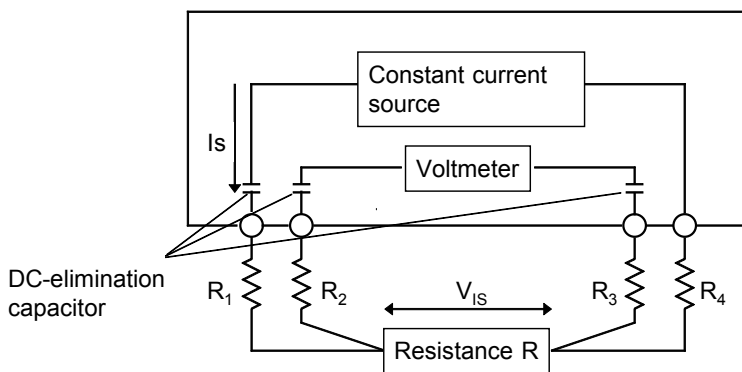 Constant current
source
Is
Voltmeter
DC-elimination
capacitor
R1
R2
VIS
R3
R4
Resistance R